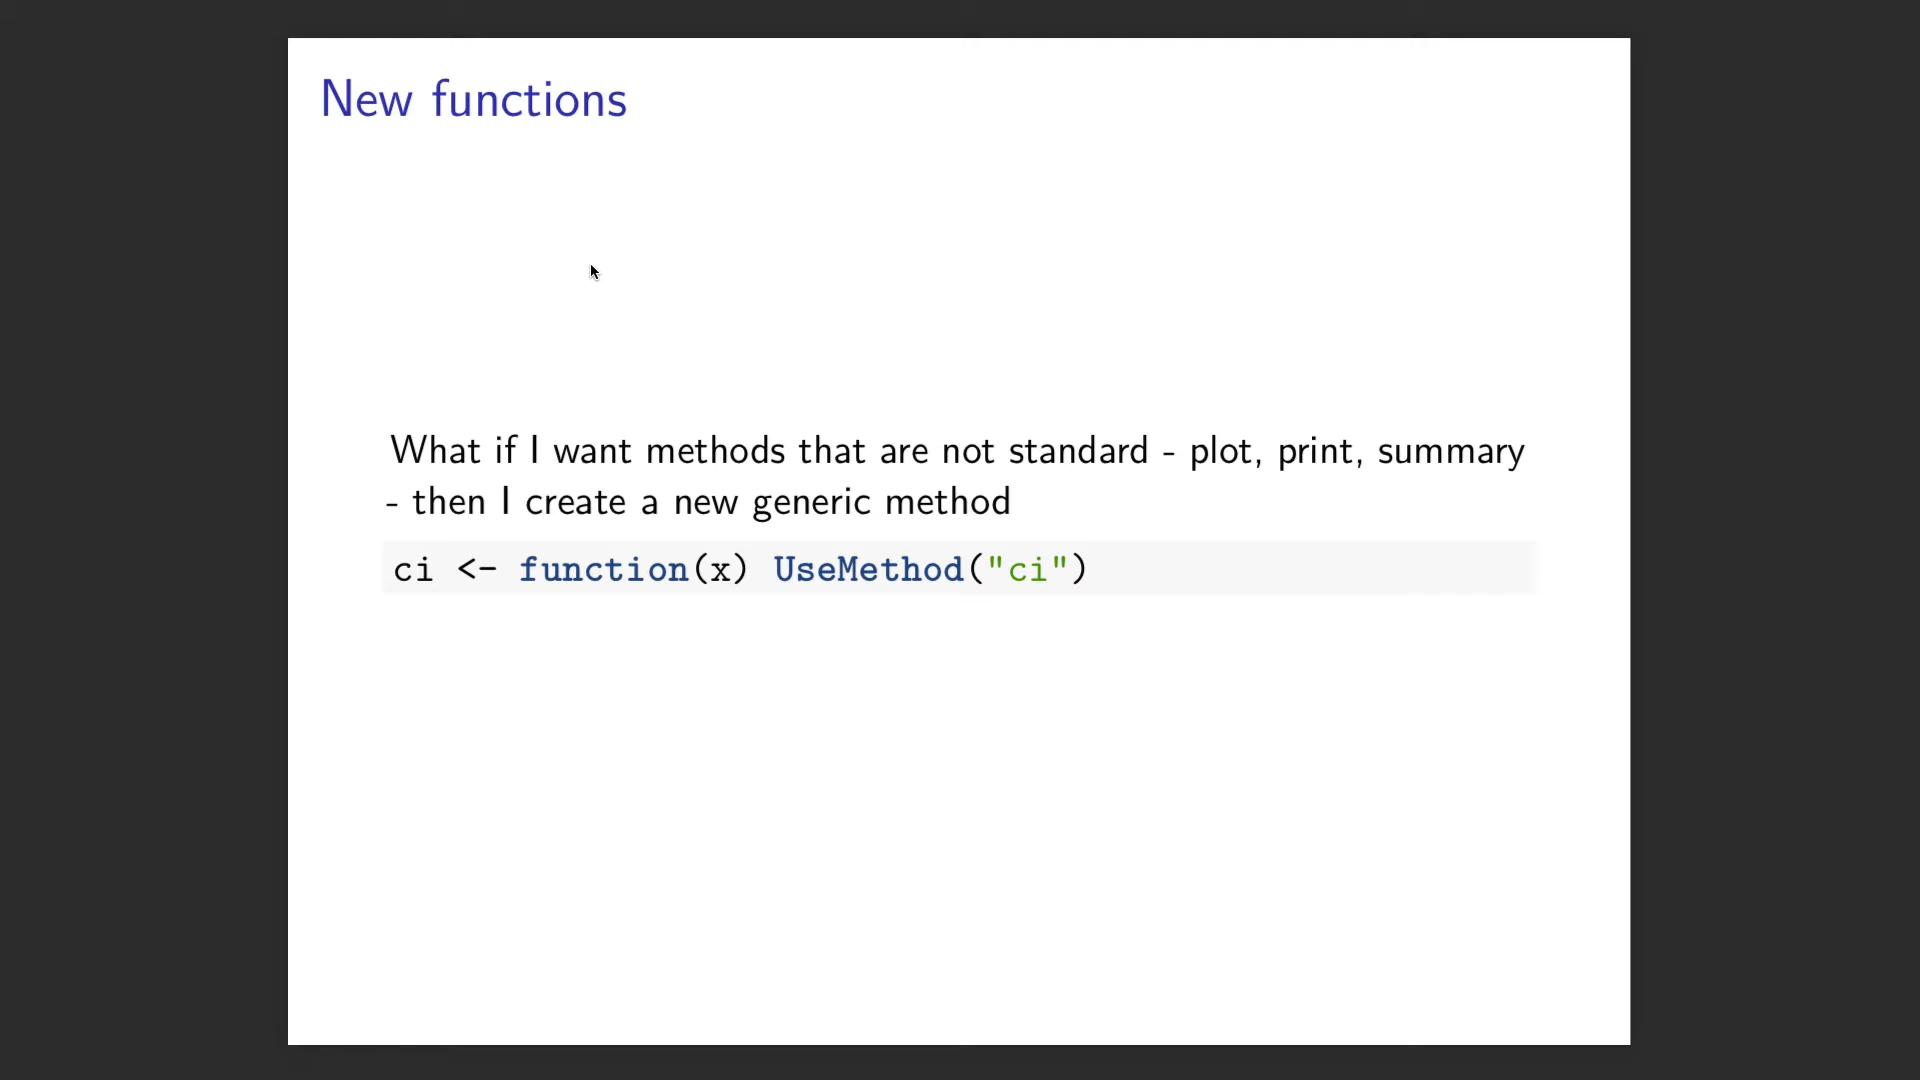 New functions
What if I want methods that are not standard - plot, print, summary
- then I create a new generic method
ci <- function(x) UseMethod("ci")